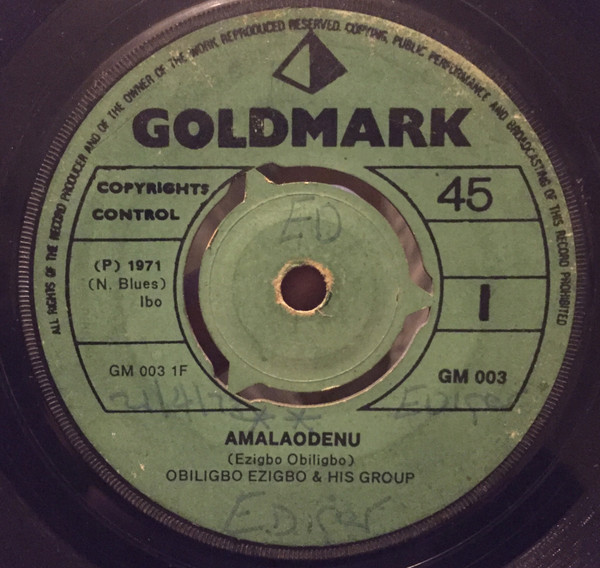 ALL RIGHTS OF THE RECORD PRODUCER AND OF THE OWNER OF THE WORK REPRODUCED RESERVED. COPYING, PUBLIC PERFORMANCE AND BROADCASTING OF THIS RECORD PROHIBITED
GOLDMARK
COPYRIGHTS
CONTROL
45
ED
(P) 1971
(N. Blues)
Ibo
1
GM 003 1F
GM 003
AMALAODENU
(Ezigbo Obiligbo)
OBILIGBO EZIGBO & HIS GROUP